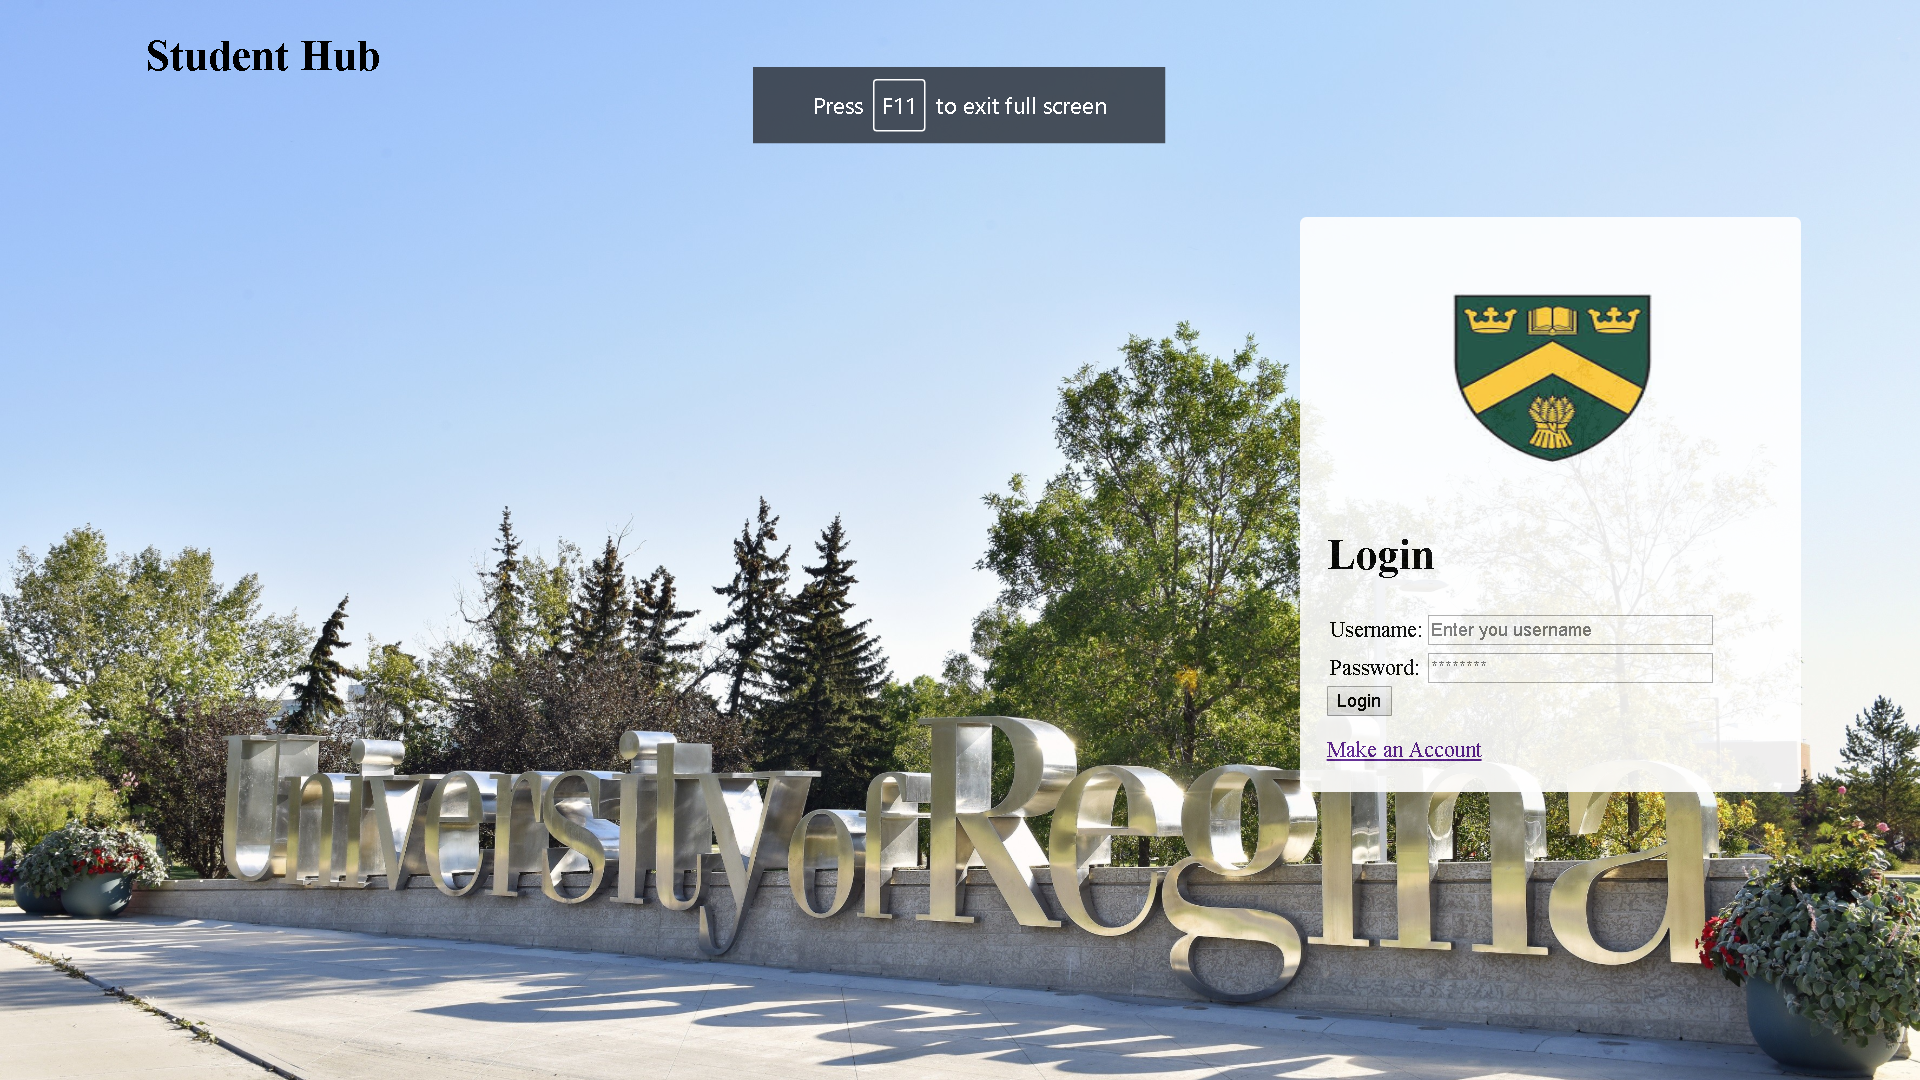 Student Hub
Press F11 to exit full screen
Login
Username: Enter you username
Password: ********
Login
Make an Account
University of Regina